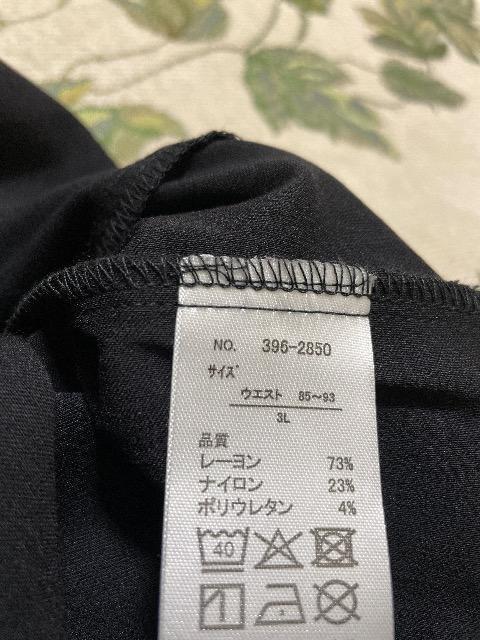 NO. 396-2850
サイズ
ウエスト 85〜93
3L
品質
レーヨン 73%
ナイロン 23%
ポリウレタン 4%
40